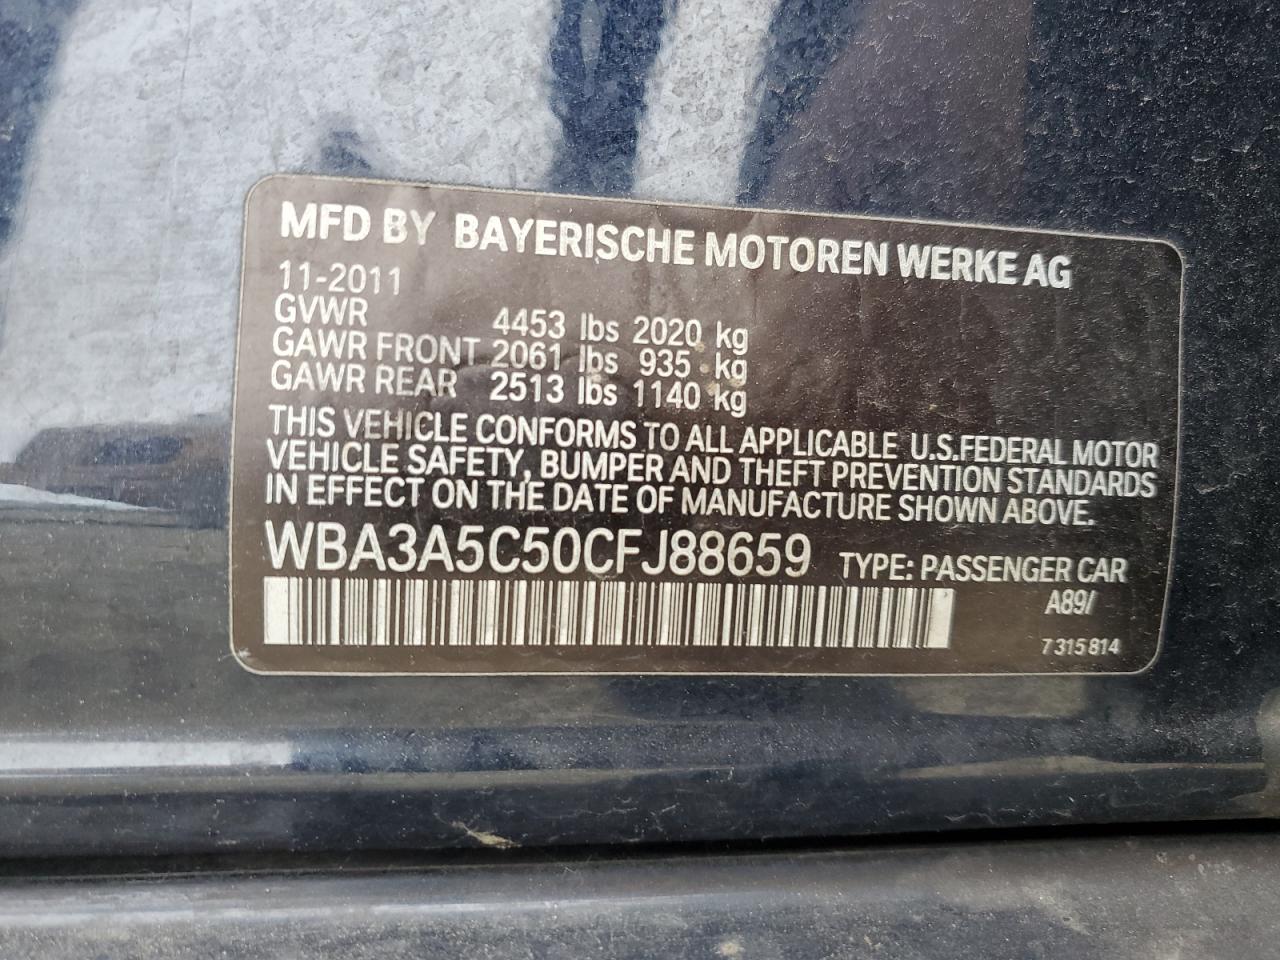 MFD BY BAYERISCHE MOTOREN WERKE AG
11-2011
GVWR 4453 lbs 2020 kg
GAWR FRONT 2061 lbs 935 kg
GAWR REAR 2513 lbs 1140 kg
THIS VEHICLE CONFORMS TO ALL APPLICABLE U.S.FEDERAL MOTOR
VEHICLE SAFETY, BUMPER AND THEFT PREVENTION STANDARDS
IN EFFECT ON THE DATE OF MANUFACTURE SHOWN ABOVE.
WBA3A5C50CFJ88659 TYPE: PASSENGER CAR
A89/
7 315 814